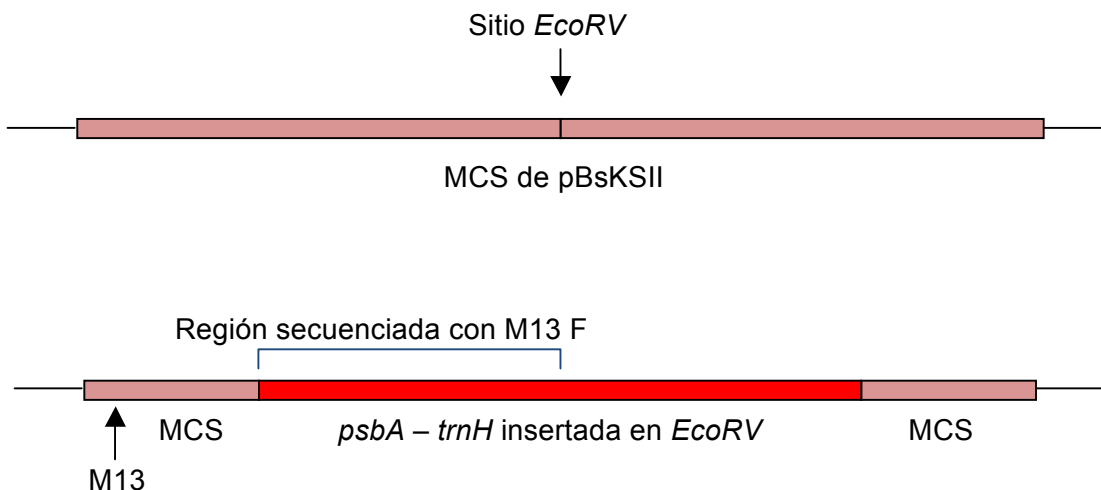 Sitio EcoRV
MCS de pBsKSII
Región secuenciada con M13 F
MCS psbA – trnH insertada en EcoRV MCS
M13